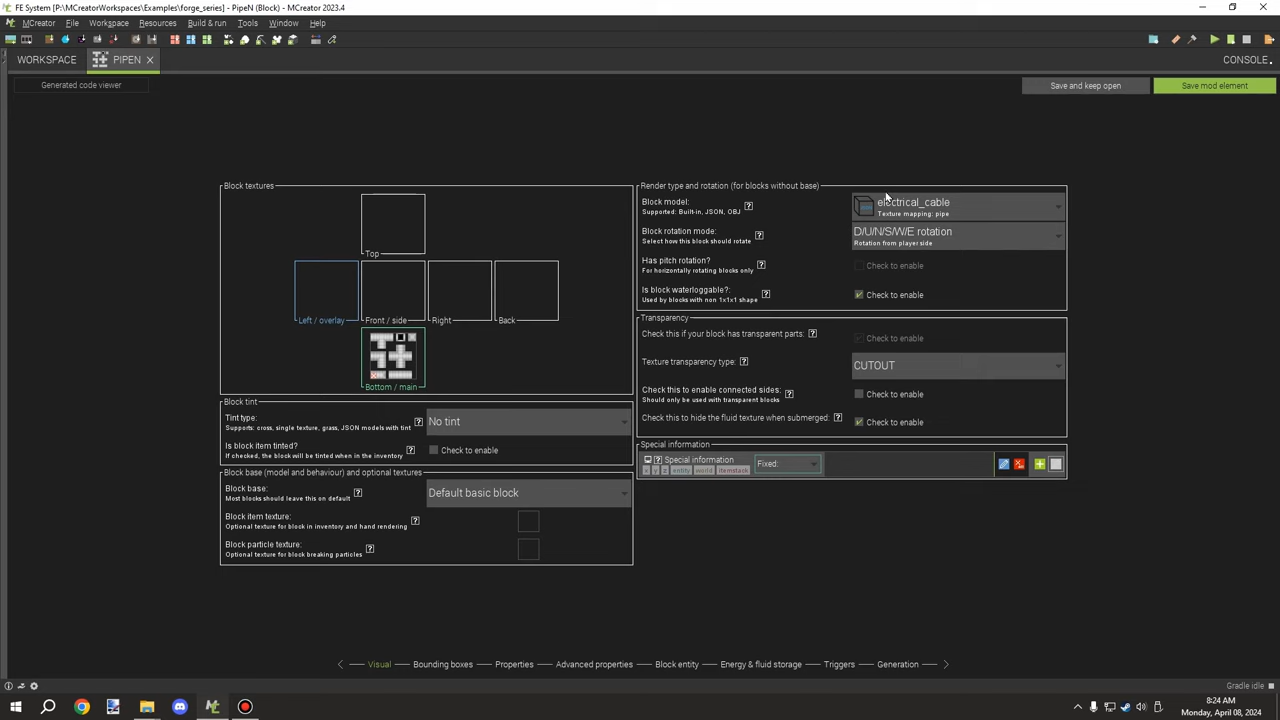 FE System [P:\MCreatorWorkspaces\Examples\forge_series] - PipeN (Block) - MCreator 2023.4
MCreator File Workspace Resources Build & run Tools Window Help
WORKSPACE PIPEN CONSOLE
Generated code viewer Save and keep open Save mod element
Block textures
Top
Left / overlay Front / side Right Back
Bottom / main
Block tint
Tint type: ?
Supports: cross, single texture, grass, JSON models with tint
No tint
Is block item tinted? ?
If checked, the block will be tinted when in the inventory
Check to enable
Block base (model and behaviour) and optional textures
Block base: ?
Most blocks should leave this on default
Default basic block
Block item texture: ?
Optional texture for block in inventory and hand rendering
Block particle texture: ?
Optional texture for block breaking particles
Render type and rotation (for blocks without base)
Block model: ?
Supported: Built-in, JSON, OBJ
electrical_cable
Texture mapping: pipe
Block rotation mode: ?
Select how this block should rotate
D/U/N/S/W/E rotation
Rotation from player side
Has pitch rotation? ?
For horizontally rotating blocks only
Check to enable
Is block waterloggable?: ?
Used by blocks with non 1x1x1 shape
Check to enable
Transparency
Check this if your block has transparent parts: ?
Check to enable
Texture transparency type: ?
CUTOUT
Check this to enable connected sides: ?
Should only be used with transparent blocks
Check to enable
Check this to hide the fluid texture when submerged: ?
Check to enable
Special information
? Special information
x y z entity world itemstack
Fixed:
Visual Bounding boxes Properties Advanced properties Block entity Energy & fluid storage Triggers Generation
Gradle idle
8:24 AM
Monday, April 08, 2024